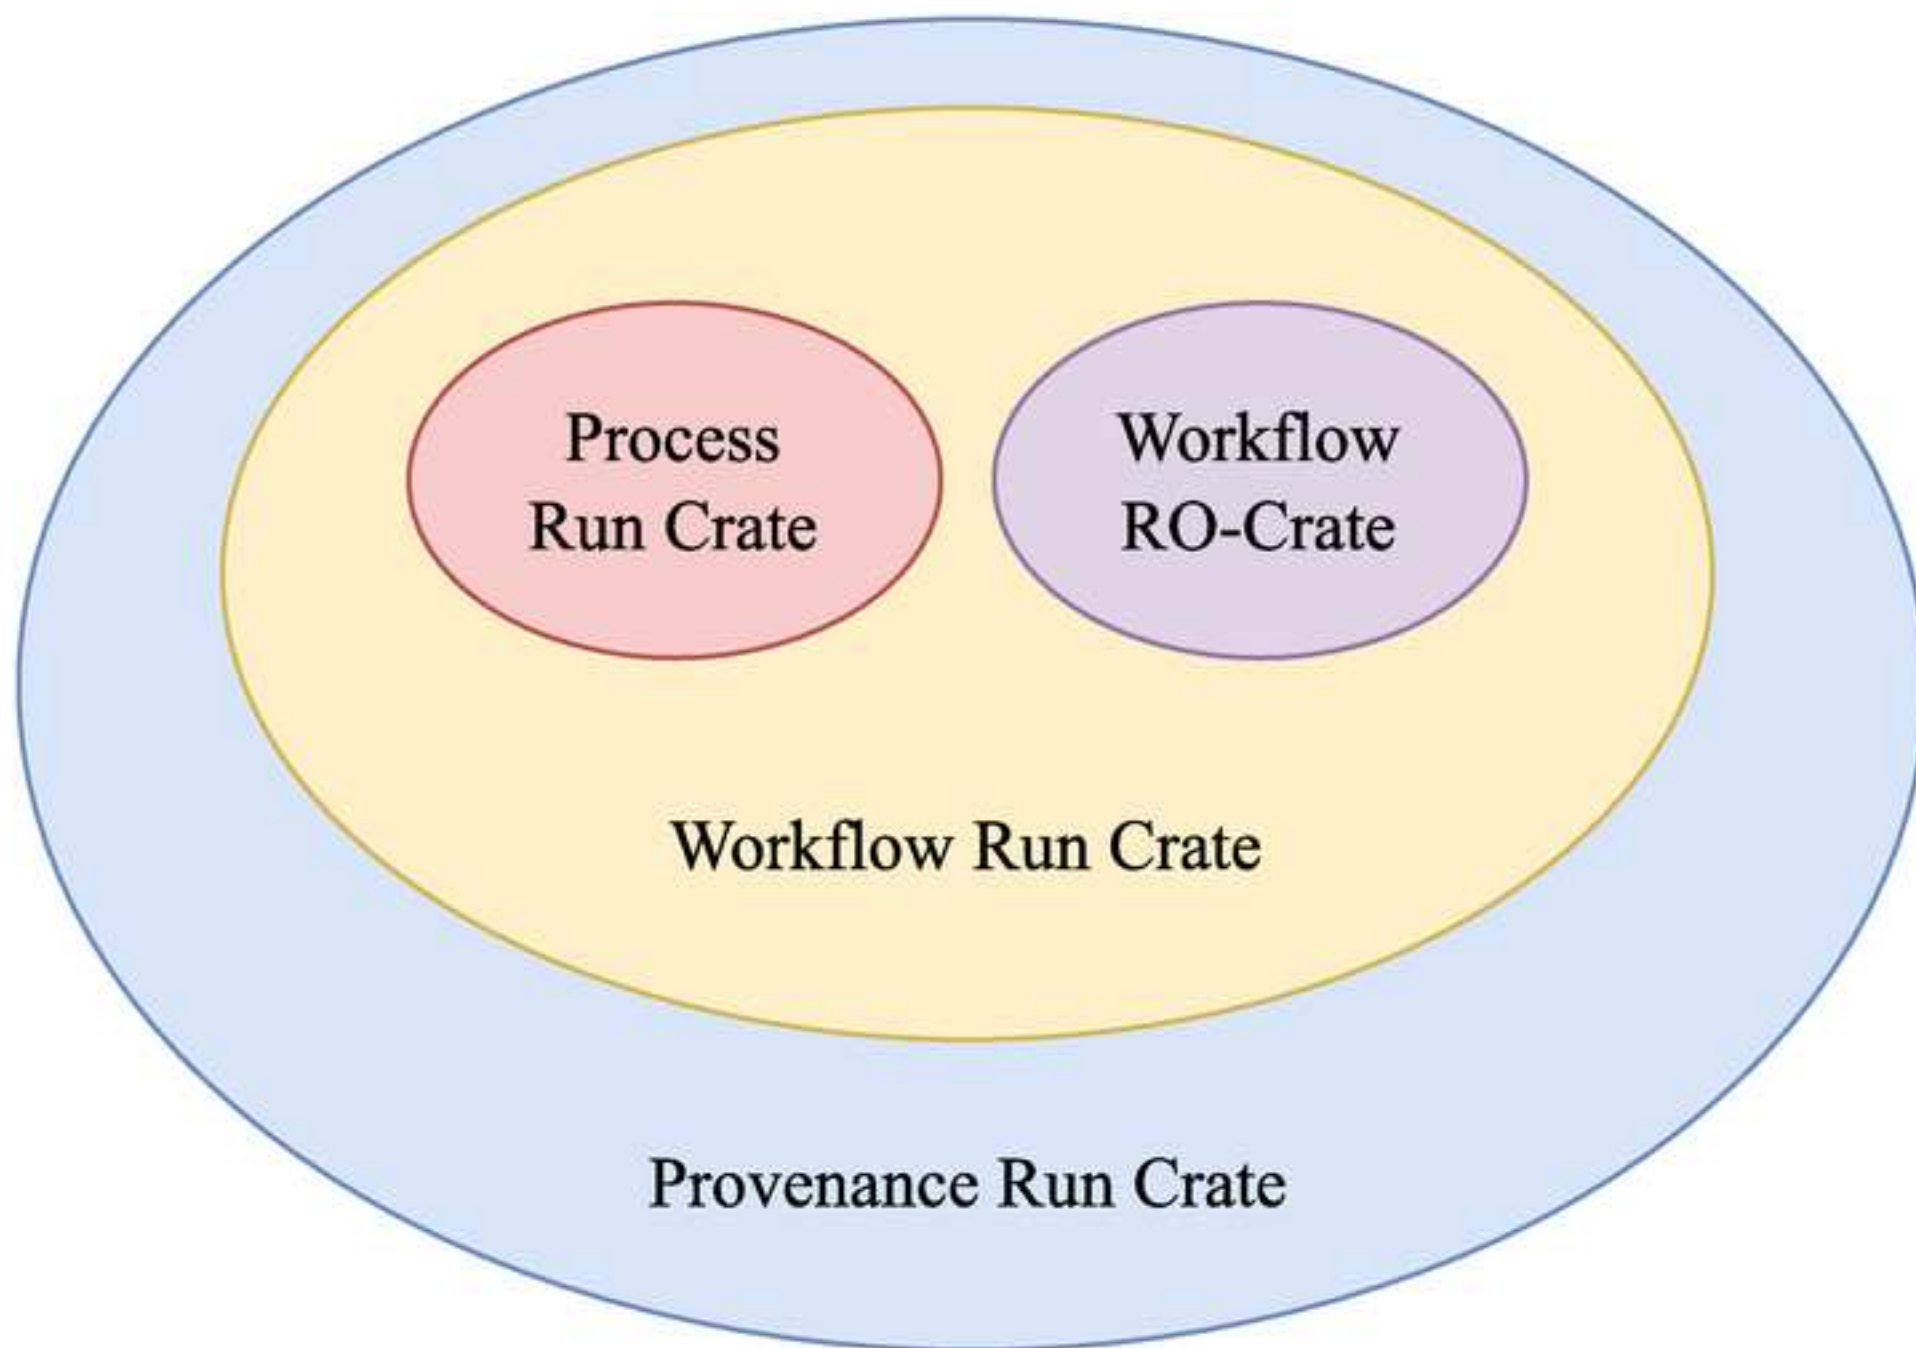 Process
Run Crate
Workflow
RO-Crate
Workflow Run Crate
Provenance Run Crate